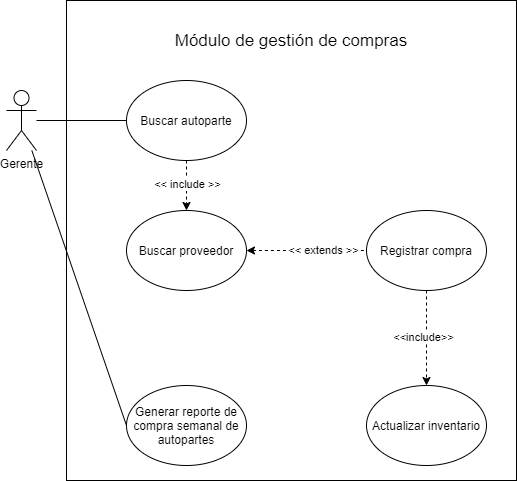 Módulo de gestión de compras
Gerente
Buscar autoparte
<< include >>
Buscar proveedor
<< extends >>
Registrar compra
<<include>>
Generar reporte de
compra semanal de
autopartes
Actualizar inventario